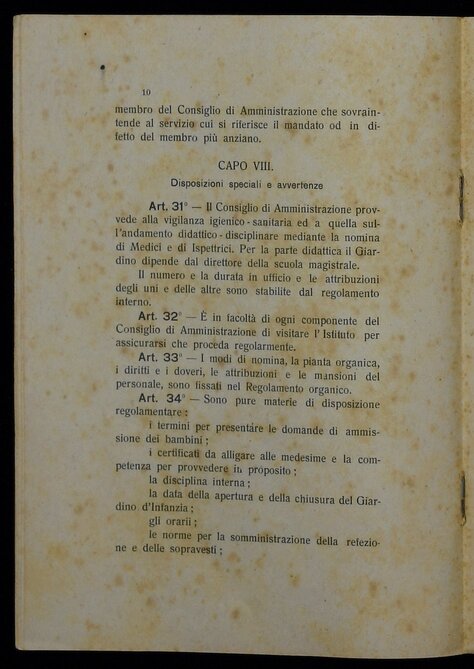 10
membro del Consiglio di Amministrazione che sovrain-
tende al servizio cui si riferisce il mandato od in di-
fetto del membro più anziano.
CAPO VIII.
Disposizioni speciali e avvertenze
Art. 31° — Il Consiglio di Amministrazione prov-
vede alla vigilanza igienico-sanitaria ed a quella sul-
l'andamento didattico-disciplinare mediante la nomina
di Medici e di Ispettrici. Per la parte didattica il Giar-
dino dipende dal direttore della scuola magistrale.
Il numero e la durata in ufficio e le attribuzioni
degli uni e delle altre sono stabilite dal regolamento
interno.
Art. 32° — È in facoltà di ogni componente del
Consiglio di Amministrazione di visitare l'Istituto per
assicurarsi che proceda regolarmente.
Art. 33° — I modi di nomina, la pianta organica,
i diritti e i doveri, le attribuzioni e le mansioni del
personale, sono fissati nel Regolamento organico.
Art. 34° — Sono pure materie di disposizione
regolamentare :
i termini per presentare le domande di ammis-
sione dei bambini ;
i certificati da alligare alle medesime e la com-
petenza per provvedere in proposito ;
la disciplina interna ;
la data della apertura e della chiusura del Giar-
dino d'Infanzia ;
gli orarii ;
le norme per la somministrazione della refezio-
ne e delle sopravesti ;